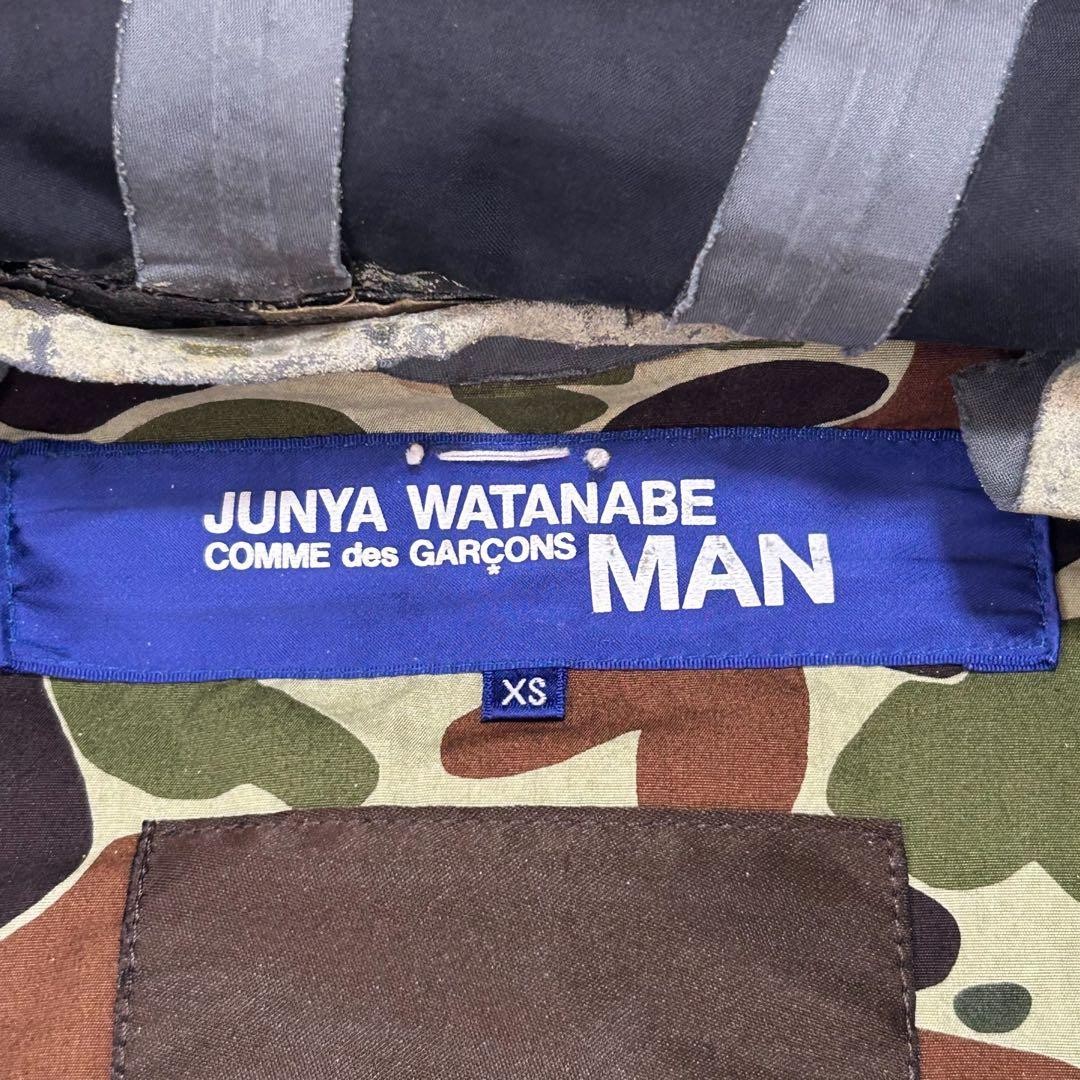 JUNYA WATANABE
COMME des GARÇONS
MAN
XS